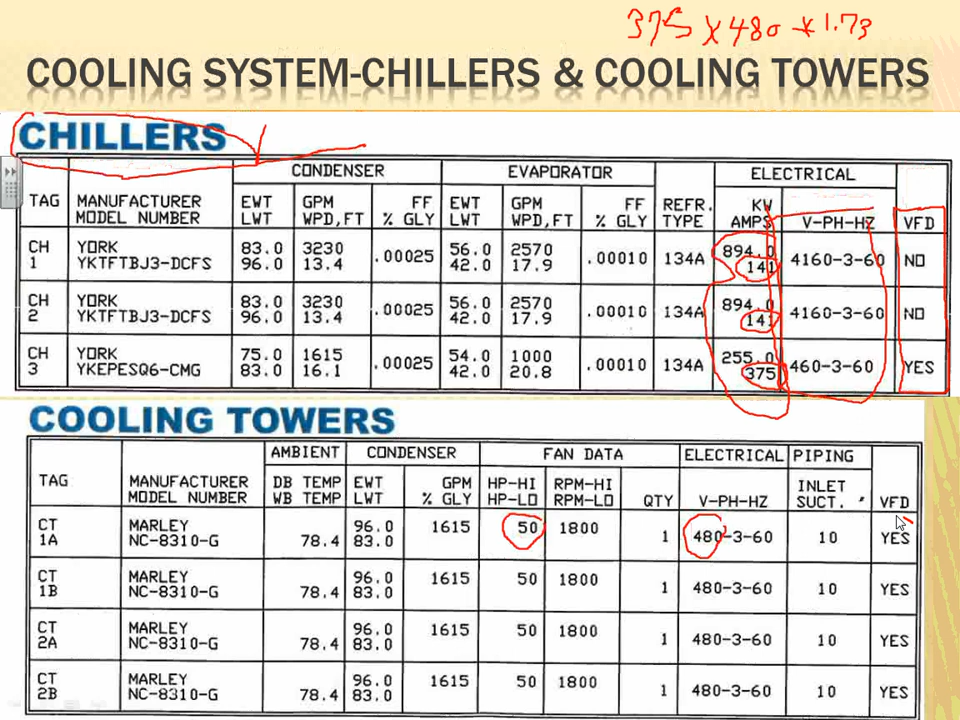 375 x 480 * 1.73
COOLING SYSTEM-CHILLERS & COOLING TOWERS
CHILLERS
CONDENSER EVAPORATOR ELECTRICAL
TAG MANUFACTURER EWT GPM FF EWT GPM FF REFR. KW V-PH-HZ VFD
MODEL NUMBER LWT WPD,FT % GLY LWT WPD,FT % GLY TYPE AMPS
CH YORK 83.0 3230 .00025 56.0 2570 .00010 134A 894.0 4160-3-60 NO
1 YKTFTBJ3-DCFS 96.0 13.4 42.0 17.9 141
CH YORK 83.0 3230 .00025 56.0 2570 .00010 134A 894.0 4160-3-60 NO
2 YKTFTBJ3-DCFS 96.0 13.4 42.0 17.9 141
CH YORK 75.0 1615 .00025 54.0 1000 .00010 134A 255.0 460-3-60 YES
3 YKEPESQ6-CMG 83.0 16.1 42.0 20.8 375
COOLING TOWERS
AMBIENT CONDENSER FAN DATA ELECTRICAL PIPING
TAG MANUFACTURER DB TEMP EWT GPM HP-HI RPM-HI QTY V-PH-HZ INLET VFD
MODEL NUMBER WB TEMP LWT % GLY HP-LO RPM-LO SUCT. "
CT MARLEY 96.0 1615 50 1800 1 480-3-60 10 YES
1A NC-8310-G 78.4 83.0
CT MARLEY 96.0 1615 50 1800 1 480-3-60 10 YES
1B NC-8310-G 78.4 83.0
CT MARLEY 96.0 1615 50 1800 1 480-3-60 10 YES
2A NC-8310-G 78.4 83.0
CT MARLEY 96.0 1615 50 1800 1 480-3-60 10 YES
2B NC-8310-G 78.4 83.0